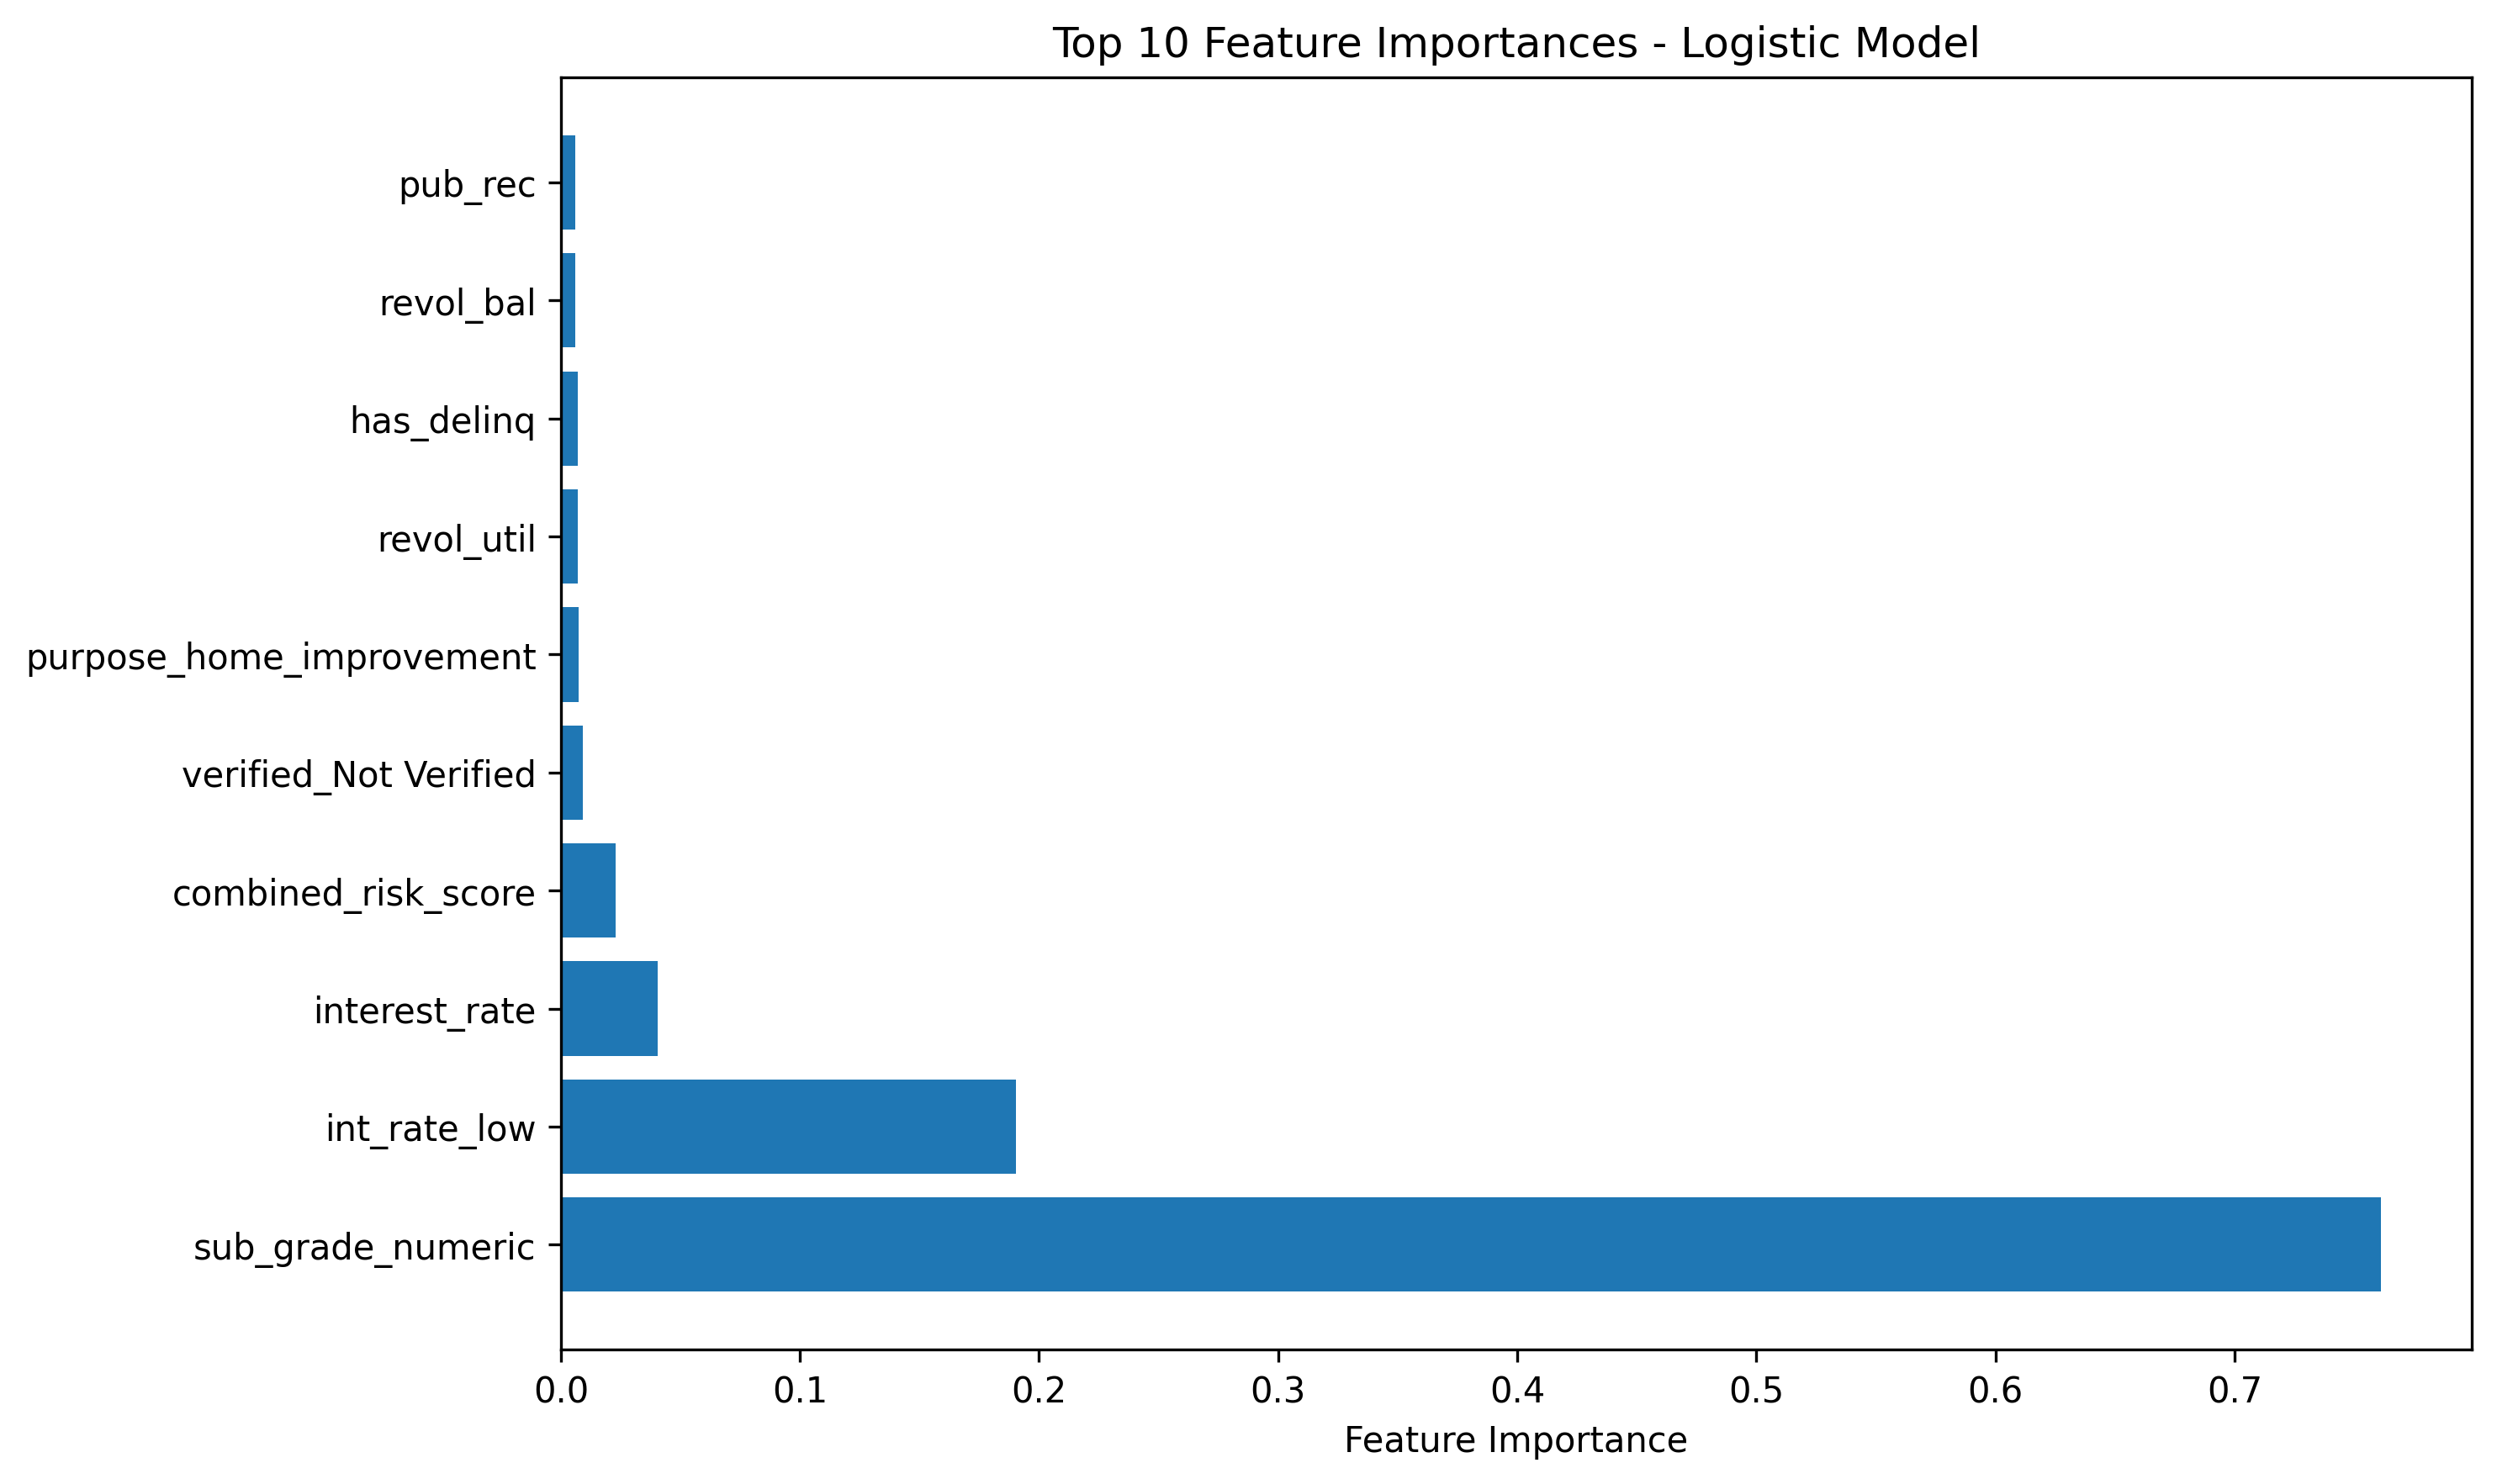 Top 10 Feature Importances - Logistic Model
pub_rec
revol_bal
has_delinq
revol_util
purpose_home_improvement
verified_Not Verified
combined_risk_score
interest_rate
int_rate_low
sub_grade_numeric
0.0 0.1 0.2 0.3 0.4 0.5 0.6 0.7
Feature Importance